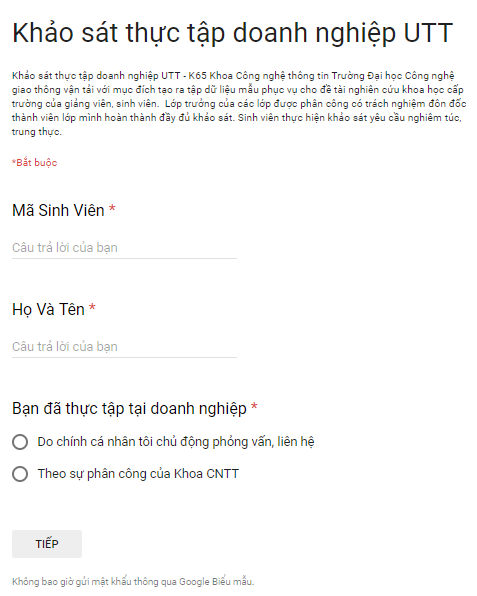 Khảo sát thực tập doanh nghiệp UTT
Khảo sát thực tập doanh nghiệp UTT - K65 Khoa Công nghệ thông tin Trường Đại học Công nghệ
giao thông vận tải với mục đích tạo ra tập dữ liệu mẫu phục vụ cho đề tài nghiên cứu khoa học cấp
trường của giảng viên, sinh viên.  Lớp trưởng của các lớp được phân công có trách nghiệm đôn đốc
thành viên lớp mình hoàn thành đầy đủ khảo sát. Sinh viên thực hiện khảo sát yêu cầu nghiêm túc,
trung thực.
*Bắt buộc
Mã Sinh Viên *
Câu trả lời của bạn
Họ Và Tên *
Câu trả lời của bạn
Bạn đã thực tập tại doanh nghiệp *
Do chính cá nhân tôi chủ động phỏng vấn, liên hệ
Theo sự phân công của Khoa CNTT
TIẾP
Không bao giờ gửi mật khẩu thông qua Google Biểu mẫu.